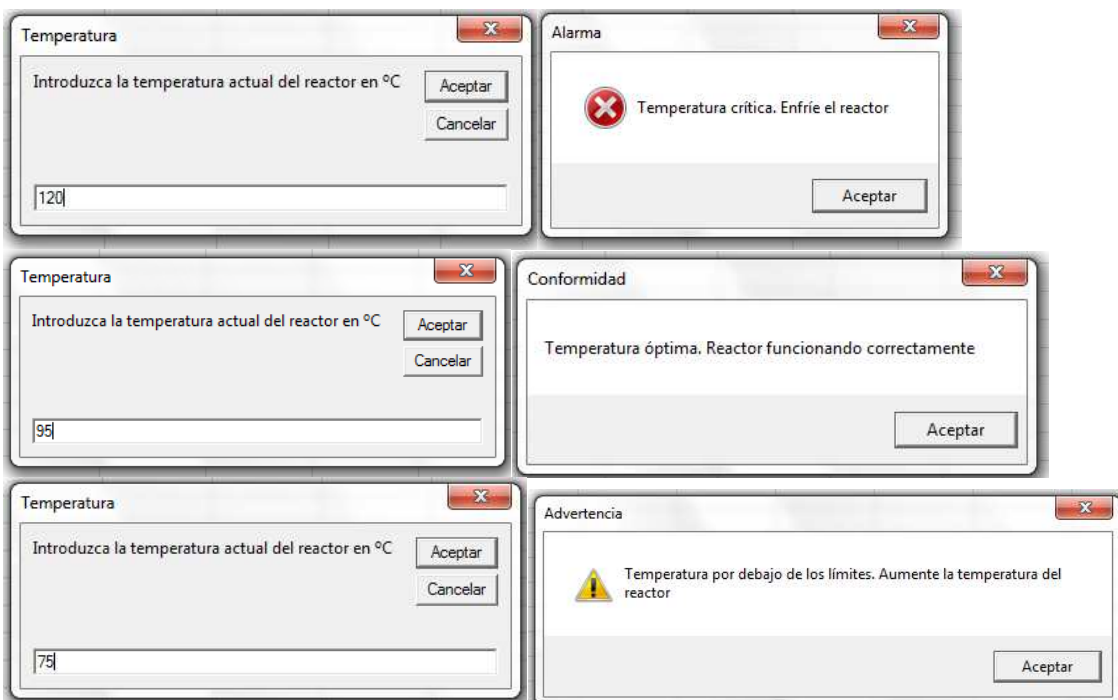 Temperatura
Introduzca la temperatura actual del reactor en ºC
Aceptar
Cancelar
120
Alarma
Temperatura crítica. Enfríe el reactor
Aceptar
Temperatura
Introduzca la temperatura actual del reactor en ºC
Aceptar
Cancelar
95
Conformidad
Temperatura óptima. Reactor funcionando correctamente
Aceptar
Temperatura
Introduzca la temperatura actual del reactor en ºC
Aceptar
Cancelar
75
Advertencia
Temperatura por debajo de los límites. Aumente la temperatura del
reactor
Aceptar